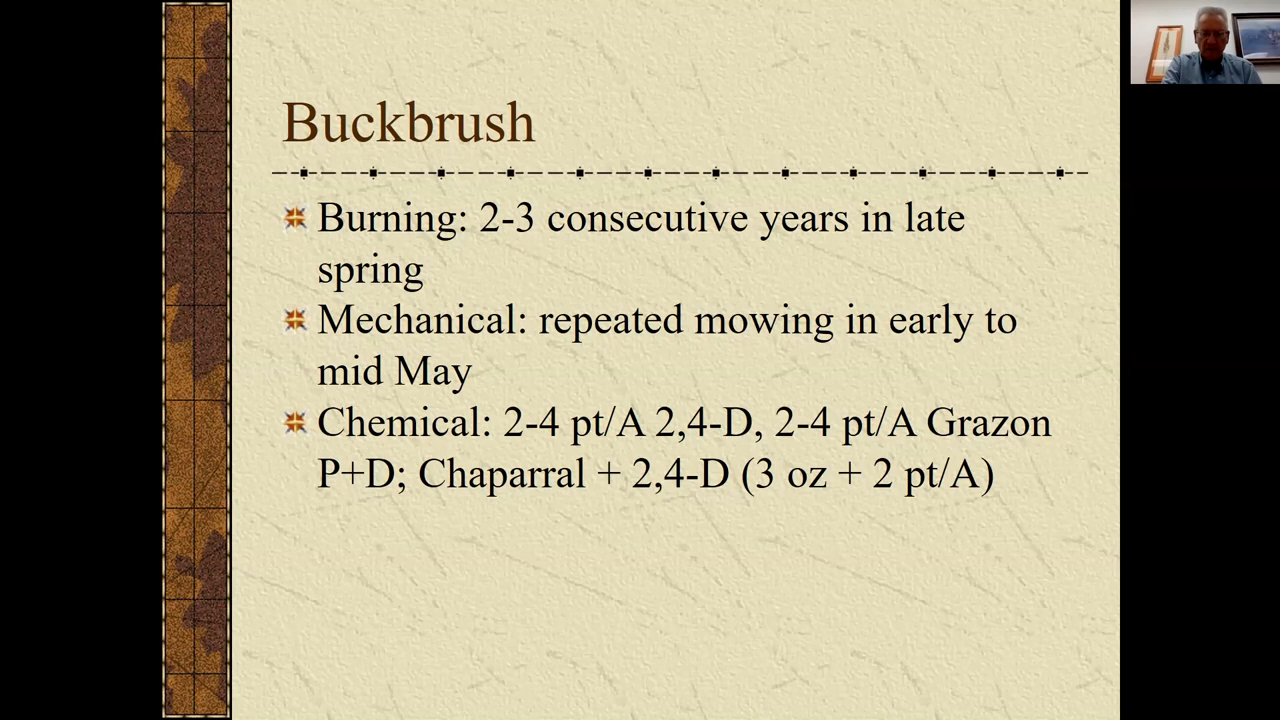 Buckbrush
Burning: 2-3 consecutive years in late
spring
Mechanical: repeated mowing in early to
mid May
Chemical: 2-4 pt/A 2,4-D, 2-4 pt/A Grazon
P+D; Chaparral + 2,4-D (3 oz + 2 pt/A)